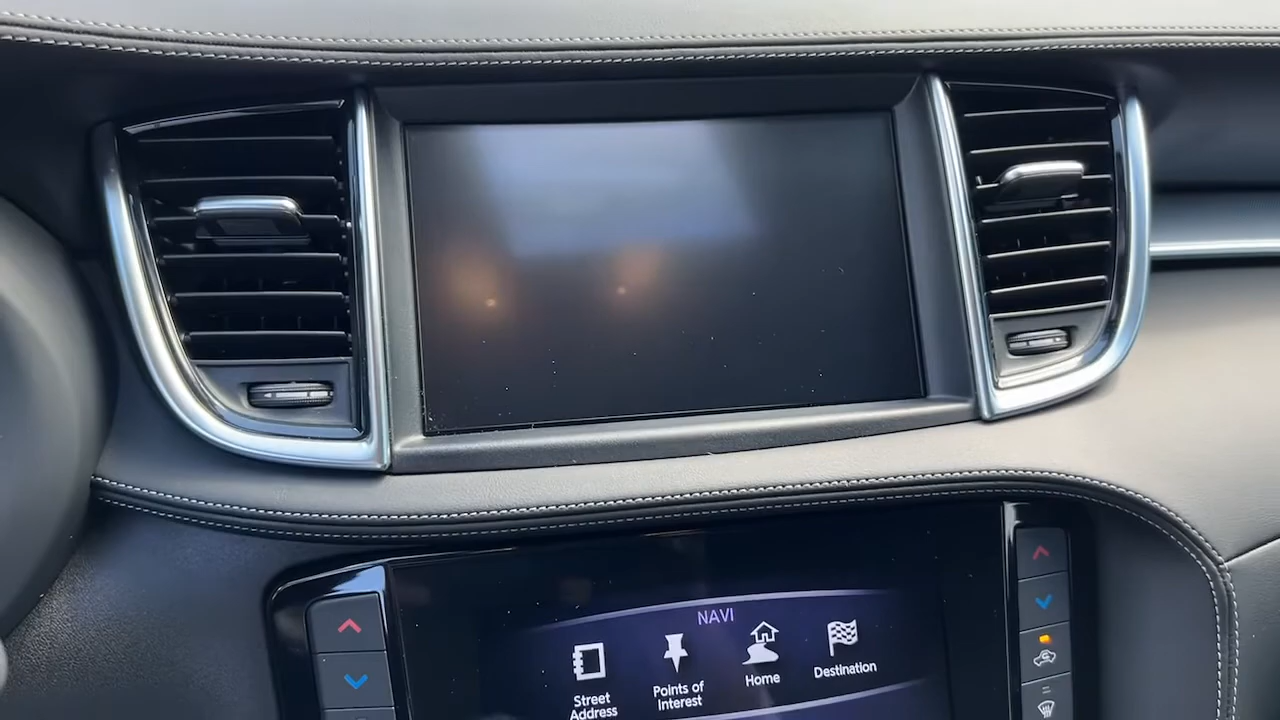 NAVI
Street
Address
Points of
Interest
Home
Destination